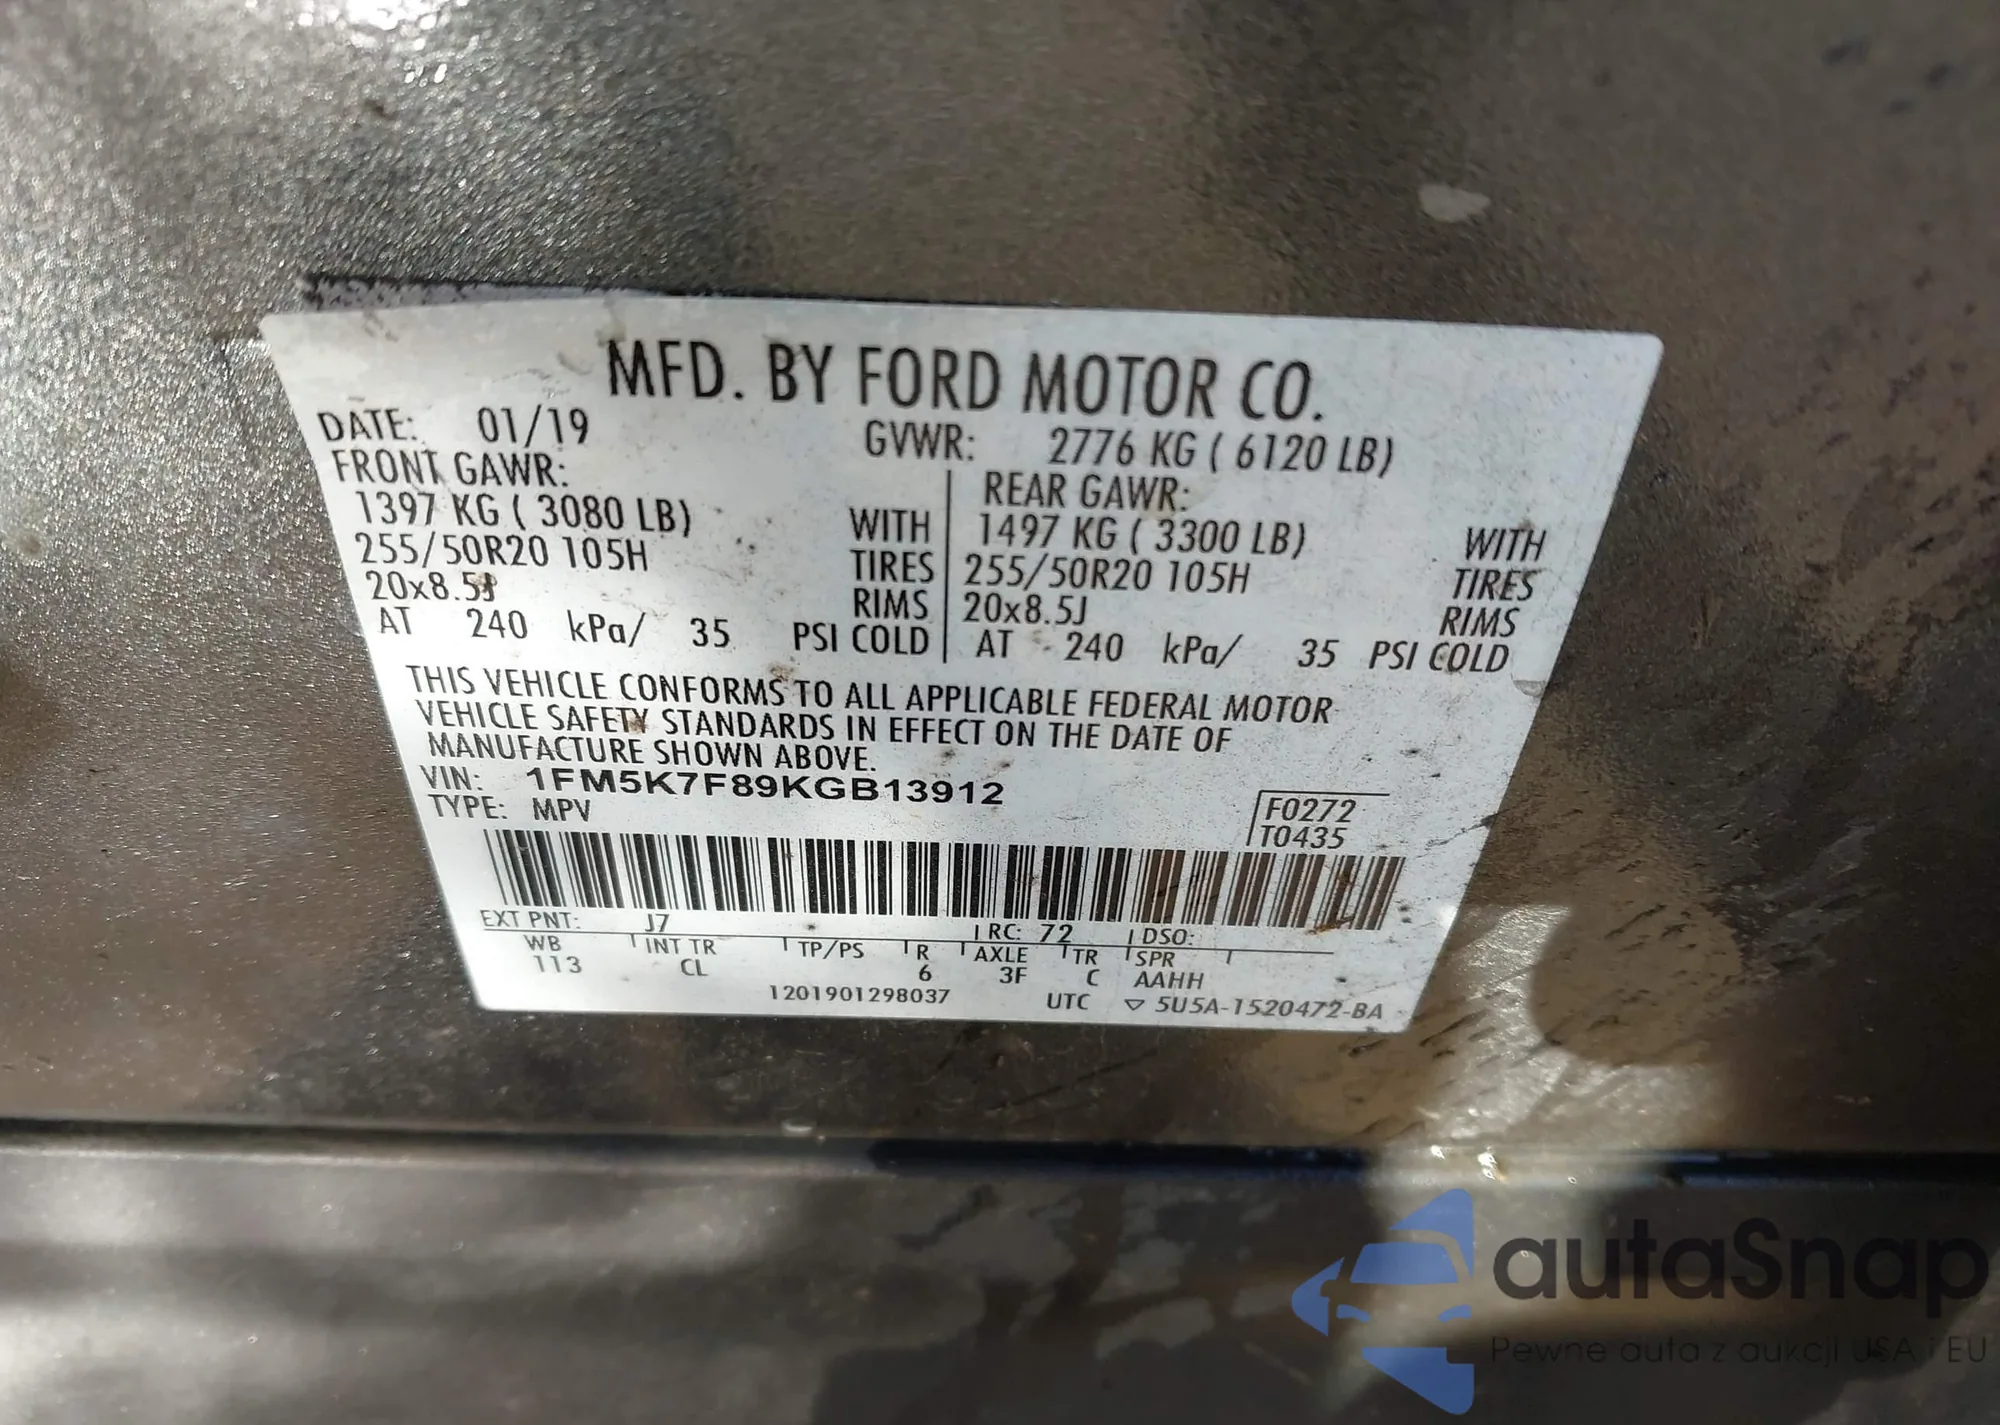 MFD. BY FORD MOTOR CO.
DATE: 01/19 GVWR: 2776 KG ( 6120 LB)
FRONT GAWR: REAR GAWR:
1397 KG ( 3080 LB) WITH 1497 KG ( 3300 LB) WITH
255/50R20 105H TIRES 255/50R20 105H TIRES
20x8.5J RIMS 20x8.5J RIMS
AT 240 kPa/ 35 PSI COLD AT 240 kPa/ 35 PSI COLD
THIS VEHICLE CONFORMS TO ALL APPLICABLE FEDERAL MOTOR
VEHICLE SAFETY STANDARDS IN EFFECT ON THE DATE OF
MANUFACTURE SHOWN ABOVE.
VIN: 1FM5K7F89KGB13912
TYPE: MPV
F0272
T0435
EXT PNT: J7 RC: 72 DSO:
WB INT TR TP/PS R AXLE TR SPR
113 CL 6 3F C AAHH
1201901298037 UTC ▽ 5U5A-1520472-BA
autaSnap
Pewne auta z aukcji USA i EU